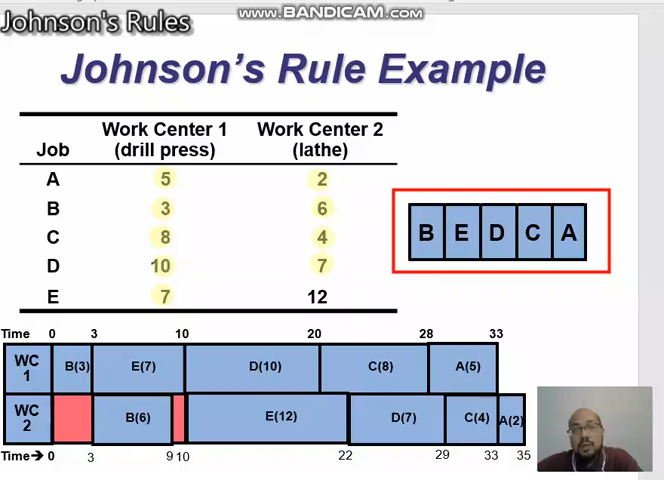 www.BANDICAM.com
Johnson's Rules
Johnson's Rule Example
Work Center 1 Work Center 2
Job (drill press) (lathe)
A 5 2
B 3 6
C 8 4
D 10 7
E 7 12
B E D C A
Time 0 3 10 20 28 33
WC 1 B(3) E(7) D(10) C(8) A(5)
WC 2 B(6) E(12) D(7) C(4) A(2)
Time➔ 0 3 9 10 22 29 33 35